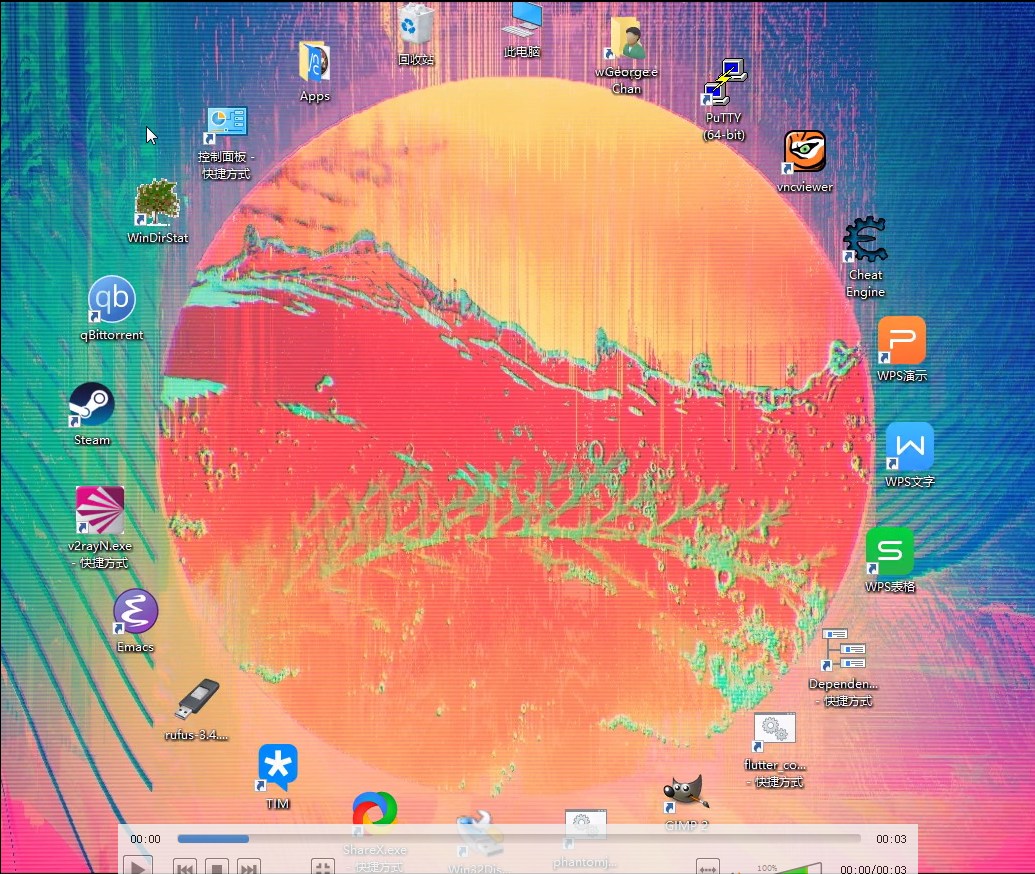 回收站
此电脑
wGeorge.e
Chan
Apps
PuTTY
(64-bit)
控制面板 -
快捷方式
vncviewer
WinDirStat
Cheat
Engine
qb
qBittorrent
WPS演示
Steam
WPS文字
v2rayN.exe
- 快捷方式
WPS表格
Emacs
Dependen...
- 快捷方式
rufus-3.4....
flutter_co...
- 快捷方式
TIM
GIMP 2
00:00
00:03
ShareX.exe
- 快捷方式
Win32Dis...
phantomj...
100%
00:00/00:03